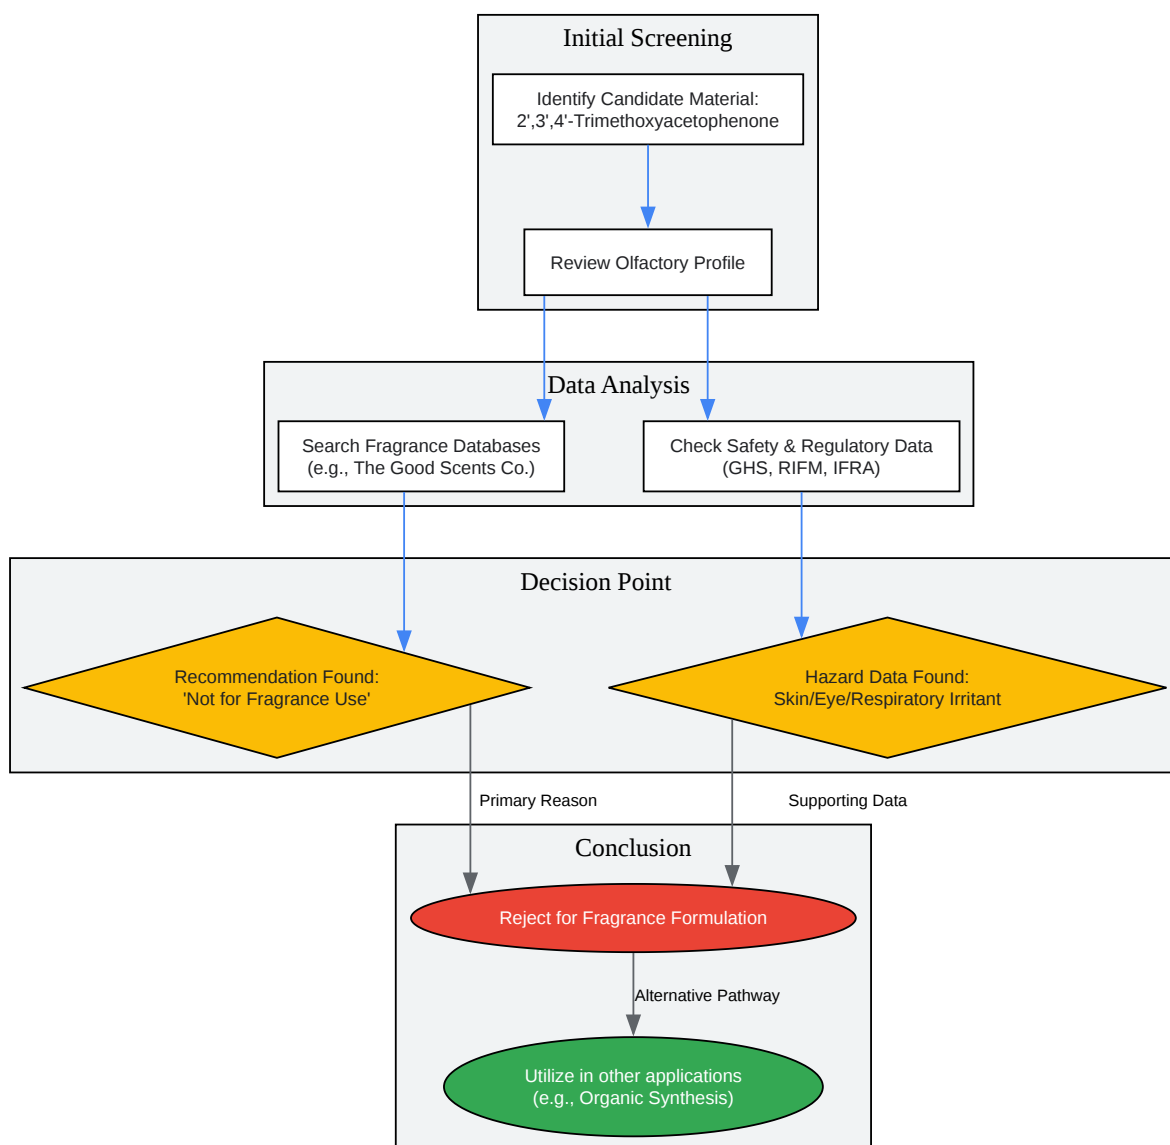 Initial Screening
Identify Candidate Material:
2',3',4'-Trimethoxyacetophenone
Review Olfactory Profile
Data Analysis
Search Fragrance Databases
(e.g., The Good Scents Co.)
Check Safety & Regulatory Data
(GHS, RIFM, IFRA)
Decision Point
Recommendation Found:
'Not for Fragrance Use'
Hazard Data Found:
Skin/Eye/Respiratory Irritant
Primary Reason
Supporting Data
Conclusion
Reject for Fragrance Formulation
Alternative Pathway
Utilize in other applications
(e.g., Organic Synthesis)